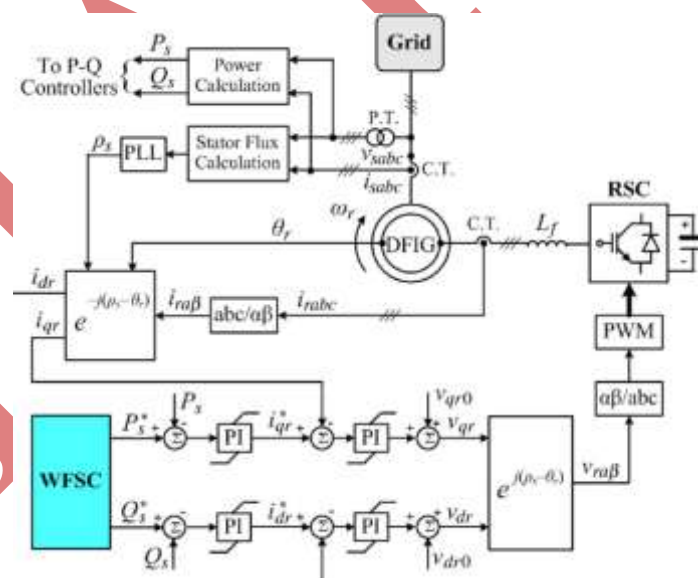 Grid
P_s
Q_s
To P-Q
Controllers
Power
Calculation
P.T.
v_sabc
C.T.
i_sabc
ρ_s
PLL
Stator Flux
Calculation
RSC
ω_r
θ_r
DFIG
C.T.
L_f
+
-
i_dr
i_qr
e^-j(ρ_s-θ_r)
i_rαβ
abc/αβ
i_rabc
PWM
αβ/abc
P_s
v_qr0
WFSC
P_s^*
+
-
Σ
PI
i_qr^*
+
-
Σ
PI
+
+
Σ
v_qr
e^j(ρ_s-θ_r)
v_rαβ
Q_s^*
+
-
Σ
PI
i_dr^*
+
-
Σ
PI
+
+
Σ
v_dr
Q_s
v_dr0